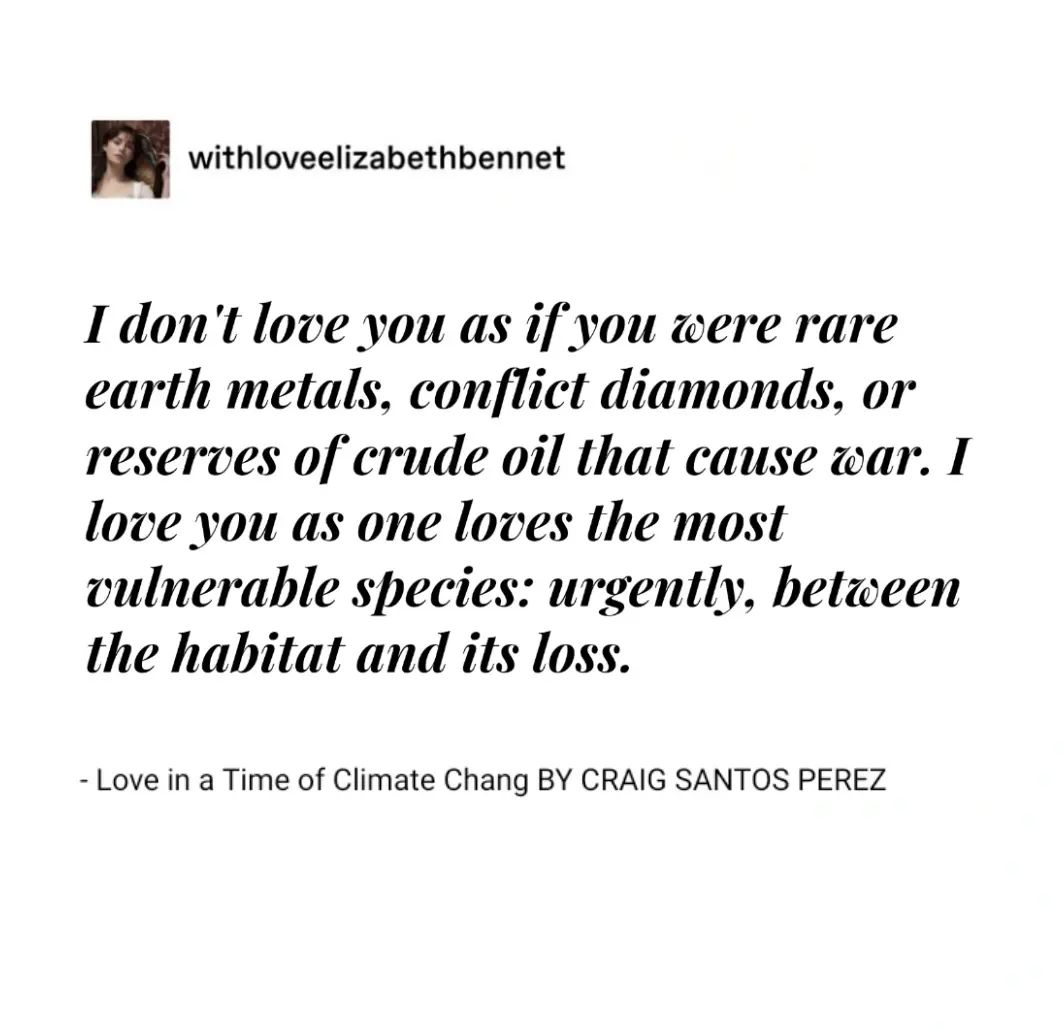 withloveelizabethbennet
I don't love you as if you were rare
earth metals, conflict diamonds, or
reserves of crude oil that cause war. I
love you as one loves the most
vulnerable species: urgently, between
the habitat and its loss.
- Love in a Time of Climate Chang BY CRAIG SANTOS PEREZ